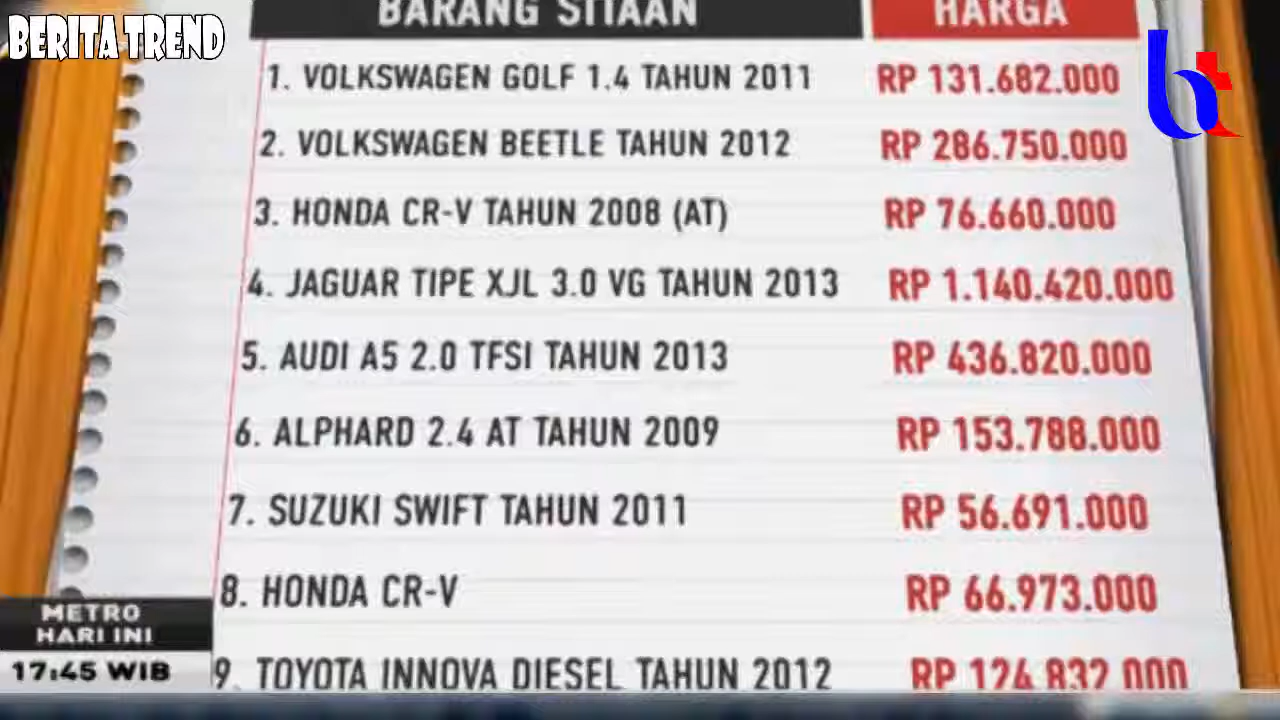 BERITA TREND
BARANG SITAAN HARGA
1. VOLKSWAGEN GOLF 1.4 TAHUN 2011 RP 131.682.000
2. VOLKSWAGEN BEETLE TAHUN 2012 RP 286.750.000
3. HONDA CR-V TAHUN 2008 (AT) RP 76.660.000
4. JAGUAR TIPE XJL 3.0 VG TAHUN 2013 RP 1.140.420.000
5. AUDI A5 2.0 TFSI TAHUN 2013 RP 436.820.000
6. ALPHARD 2.4 AT TAHUN 2009 RP 153.788.000
7. SUZUKI SWIFT TAHUN 2011 RP 56.691.000
8. HONDA CR-V RP 66.973.000
9. TOYOTA INNOVA DIESEL TAHUN 2012 RP 124.832.000
METRO
HARI INI
17:45 WIB
bt